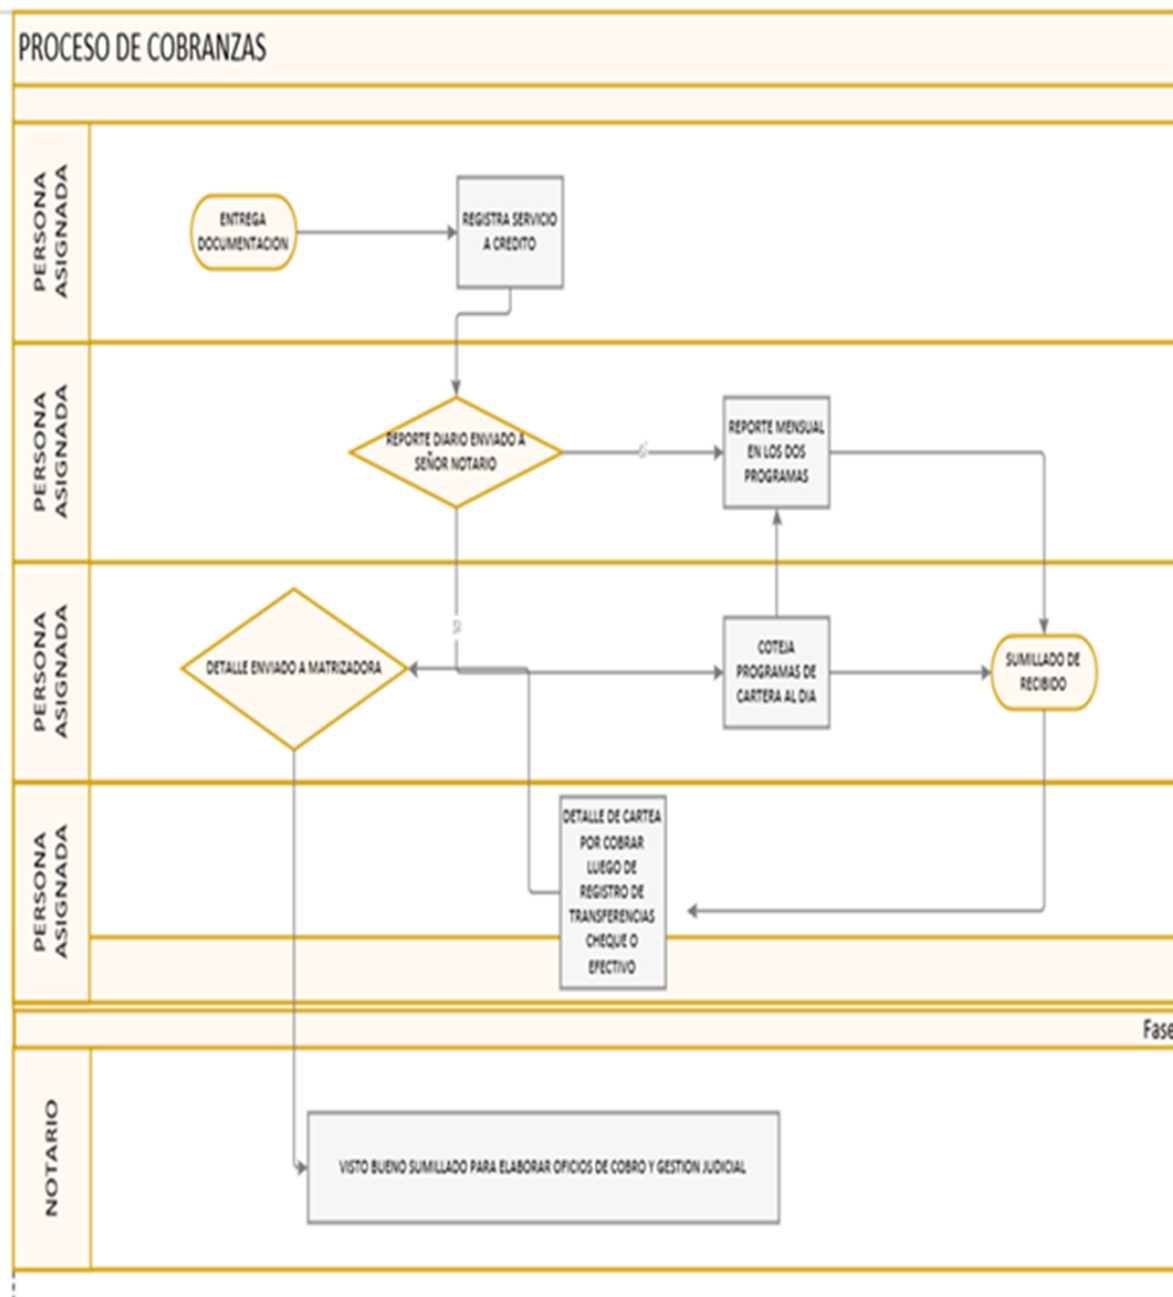 PROCESO DE COBRANZAS
PERSONA
ASIGNADA
ENTREGA
DOCUMENTACION
REGISTRA SERVICIO
A CREDITO
PERSONA
ASIGNADA
REPORTE DIARIO ENVIADO A
SEÑOR NOTARIO
REPORTE MENSUAL
EN LOS DOS
PROGRAMAS
PERSONA
ASIGNADA
DETALLE ENVIADO A MATRIZADORA
COTEJA
PROGRAMAS DE
CARTERA AL DIA
SUMILLADO DE
RECIBIDO
PERSONA
ASIGNADA
DETALLE DE CARTEA
POR COBRAR
LUEGO DE
REGISTRO DE
TRANSFERENCIAS
CHEQUE O
EFECTIVO
Fase
NOTARIO
VISTO BUENO SUMILLADO PARA ELABORAR OFICIOS DE COBRO Y GESTION JUDICIAL